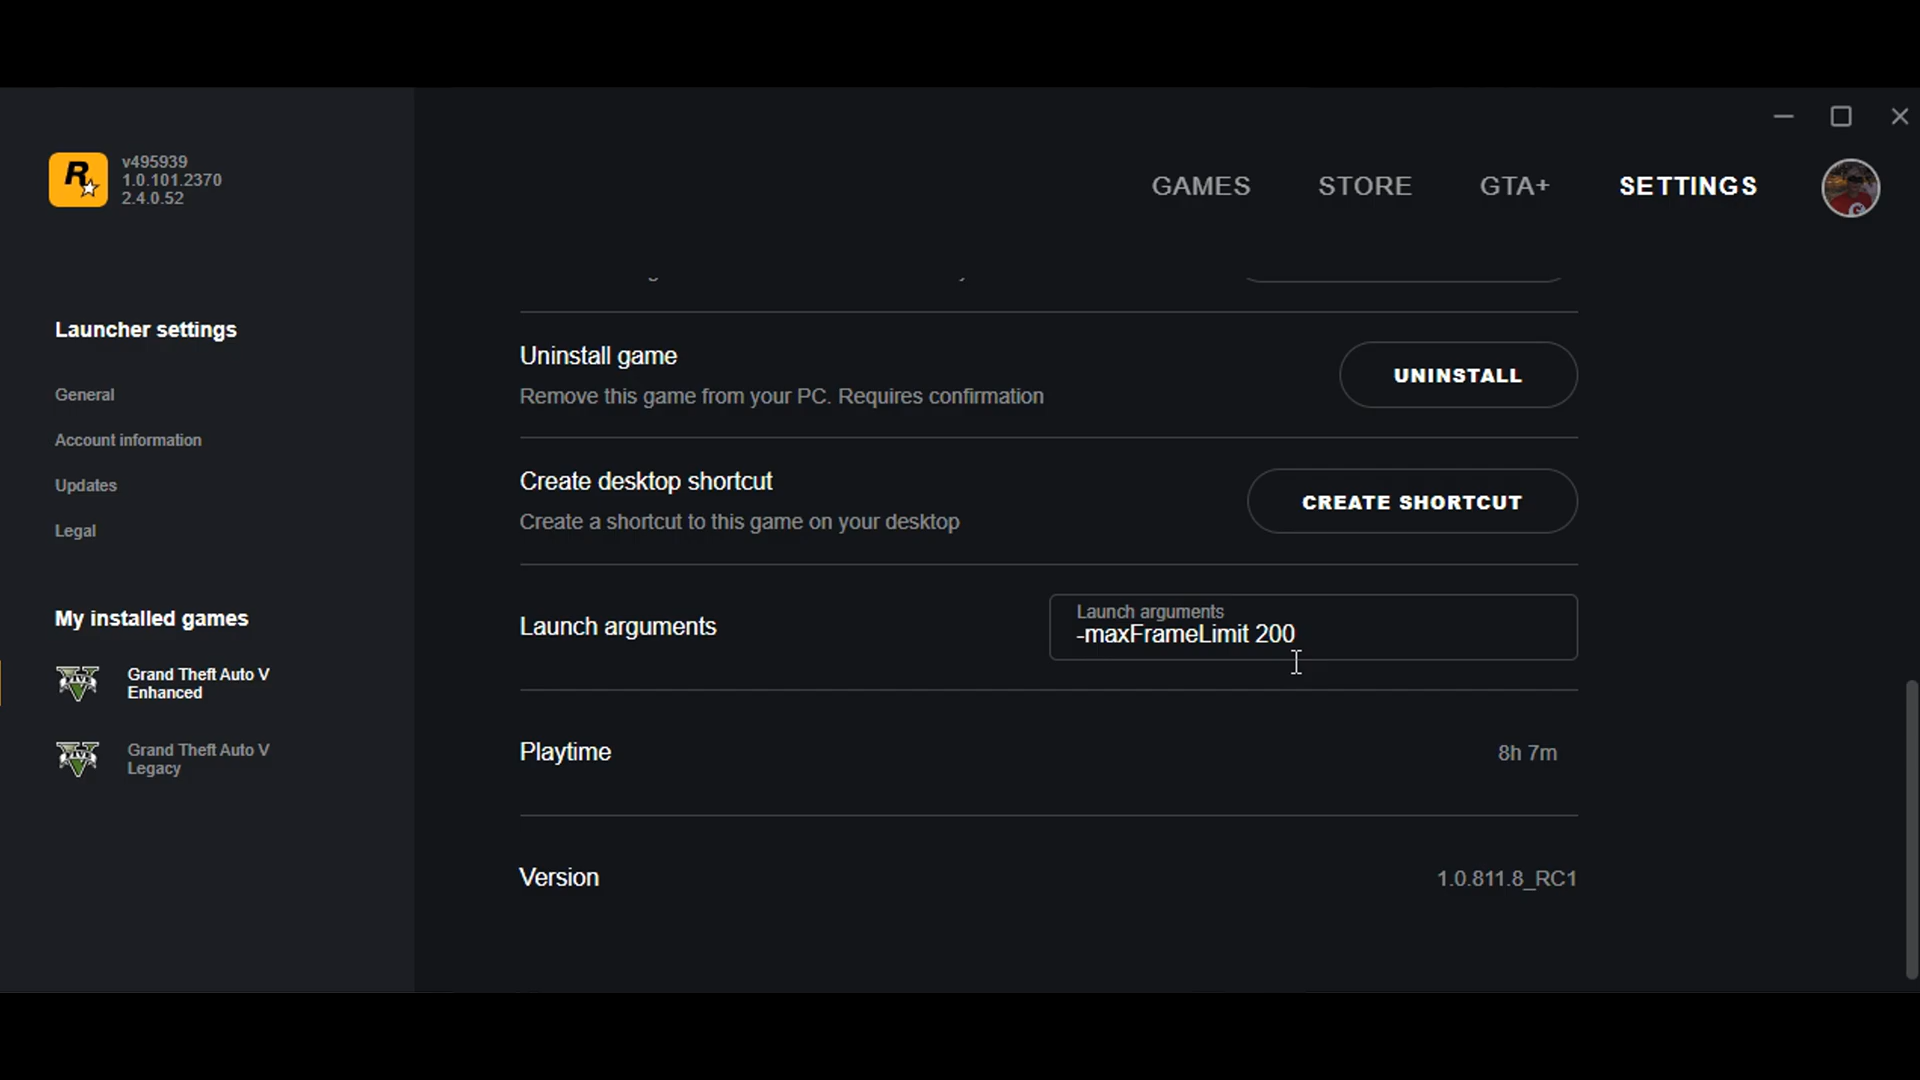 v495939
1.0.101.2370
2.4.0.52
GAMES STORE GTA+ SETTINGS
Launcher settings
General
Account information
Updates
Legal
My installed games
Grand Theft Auto V
Enhanced
Grand Theft Auto V
Legacy
Uninstall game
Remove this game from your PC. Requires confirmation
UNINSTALL
Create desktop shortcut
Create a shortcut to this game on your desktop
CREATE SHORTCUT
Launch arguments
Launch arguments
-maxFrameLimit 200
Playtime
8h 7m
Version
1.0.811.8_RC1